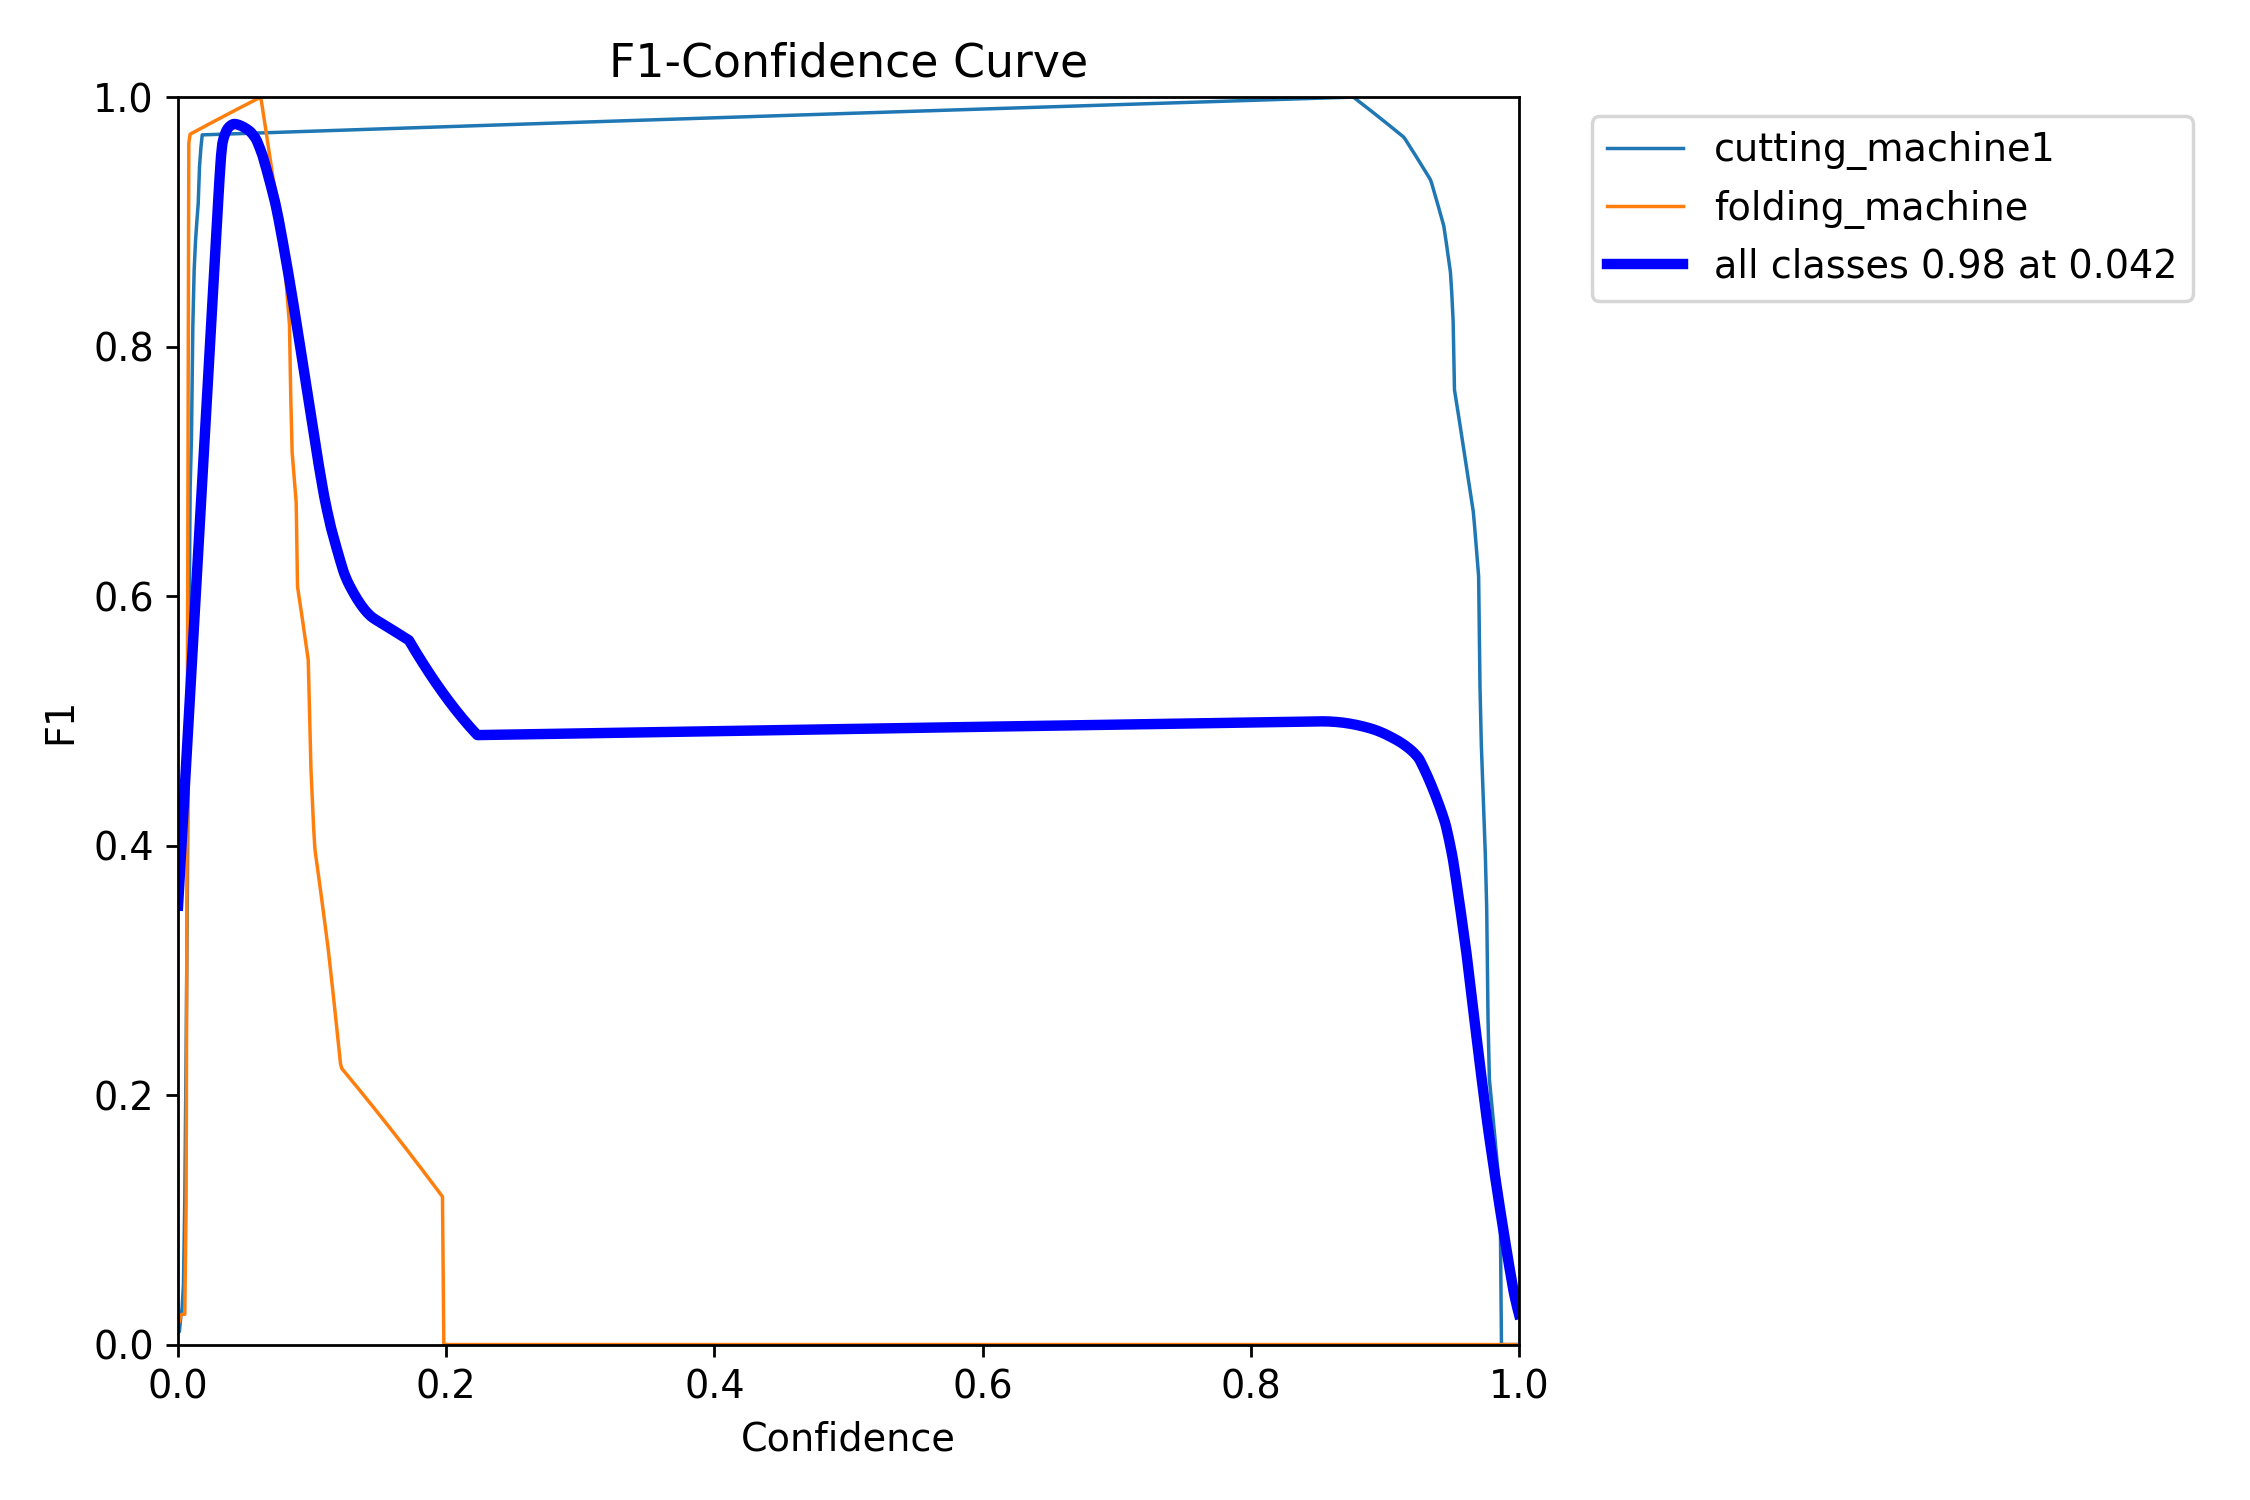 F1-Confidence Curve
1.0
0.8
0.6
0.4
0.2
0.0
F1
0.0 0.2 0.4 0.6 0.8 1.0
Confidence
cutting_machine1
folding_machine
all classes 0.98 at 0.042